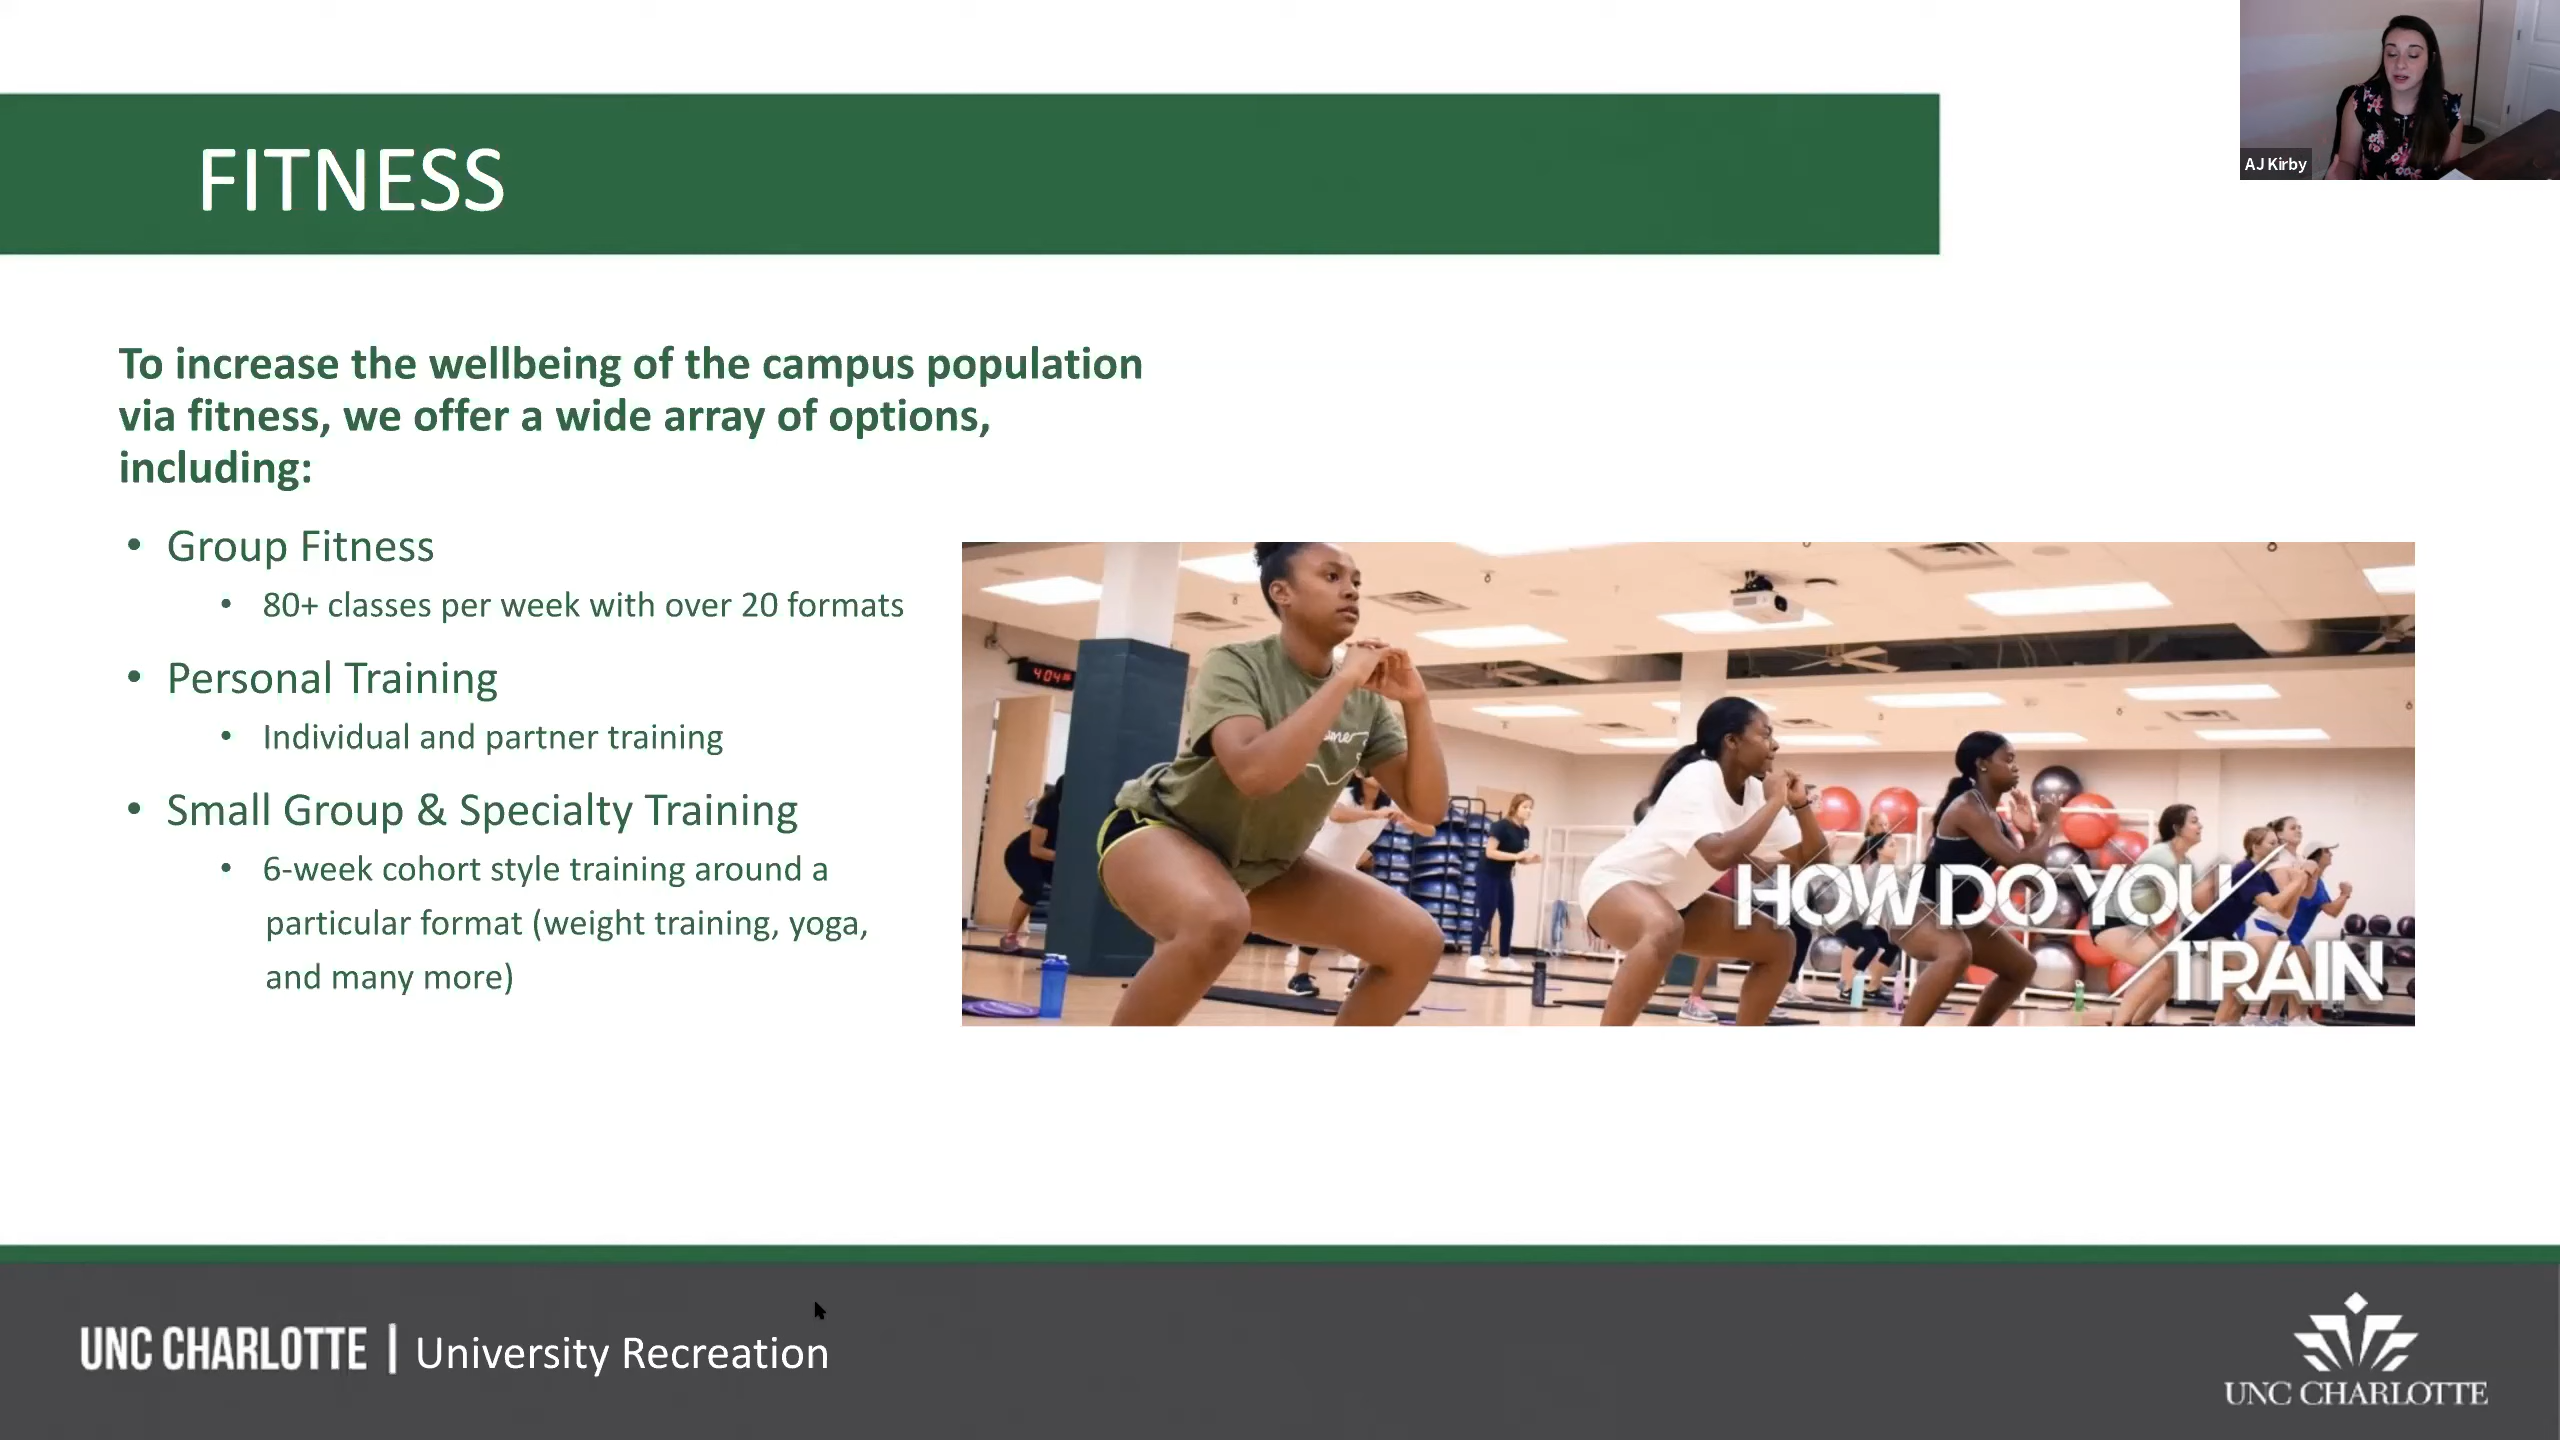 FITNESS
AJ Kirby
To increase the wellbeing of the campus population
via fitness, we offer a wide array of options,
including:
• Group Fitness
• 80+ classes per week with over 20 formats
• Personal Training
• Individual and partner training
• Small Group & Specialty Training
• 6-week cohort style training around a
particular format (weight training, yoga,
and many more)
404
HOW DO YOU
TRAIN
UNC CHARLOTTE | University Recreation
UNC CHARLOTTE